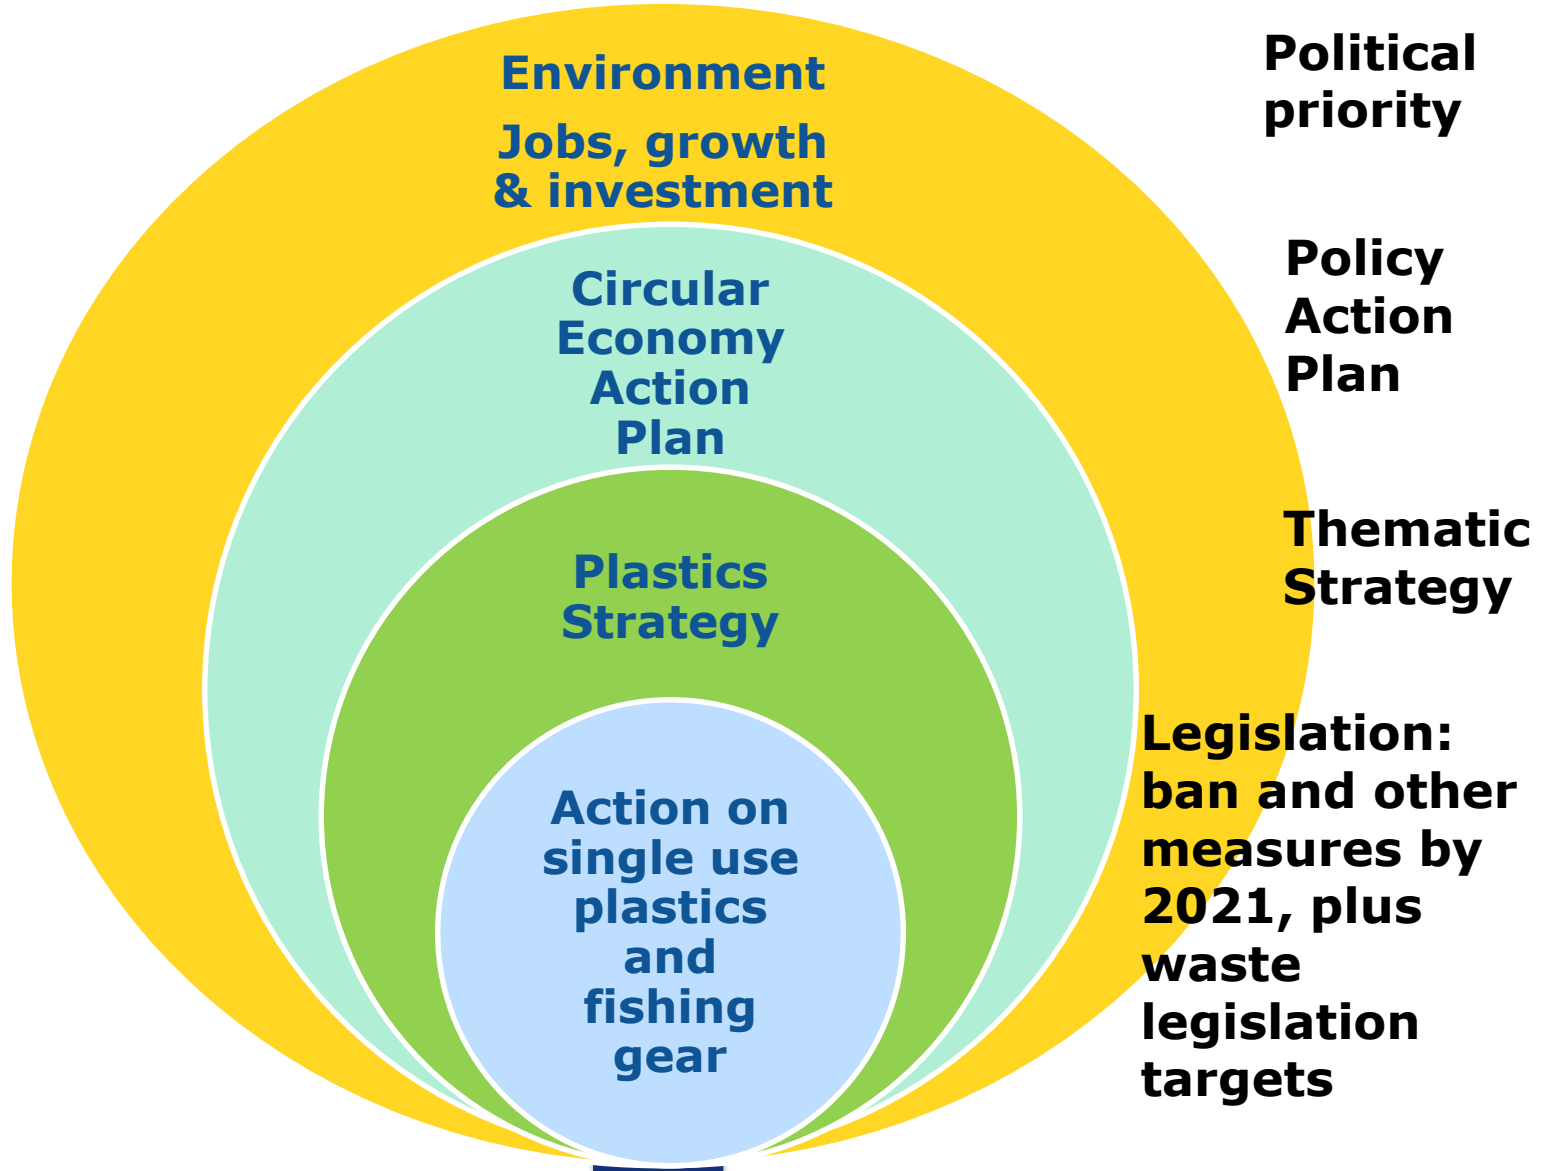 Environment
Jobs, growth
& investment
Circular
Economy
Action
Plan
Plastics
Strategy
Action on
single use
plastics
and
fishing
gear
Political
priority
Policy
Action
Plan
Thematic
Strategy
Legislation:
ban and other
measures by
2021, plus
waste
legislation
targets